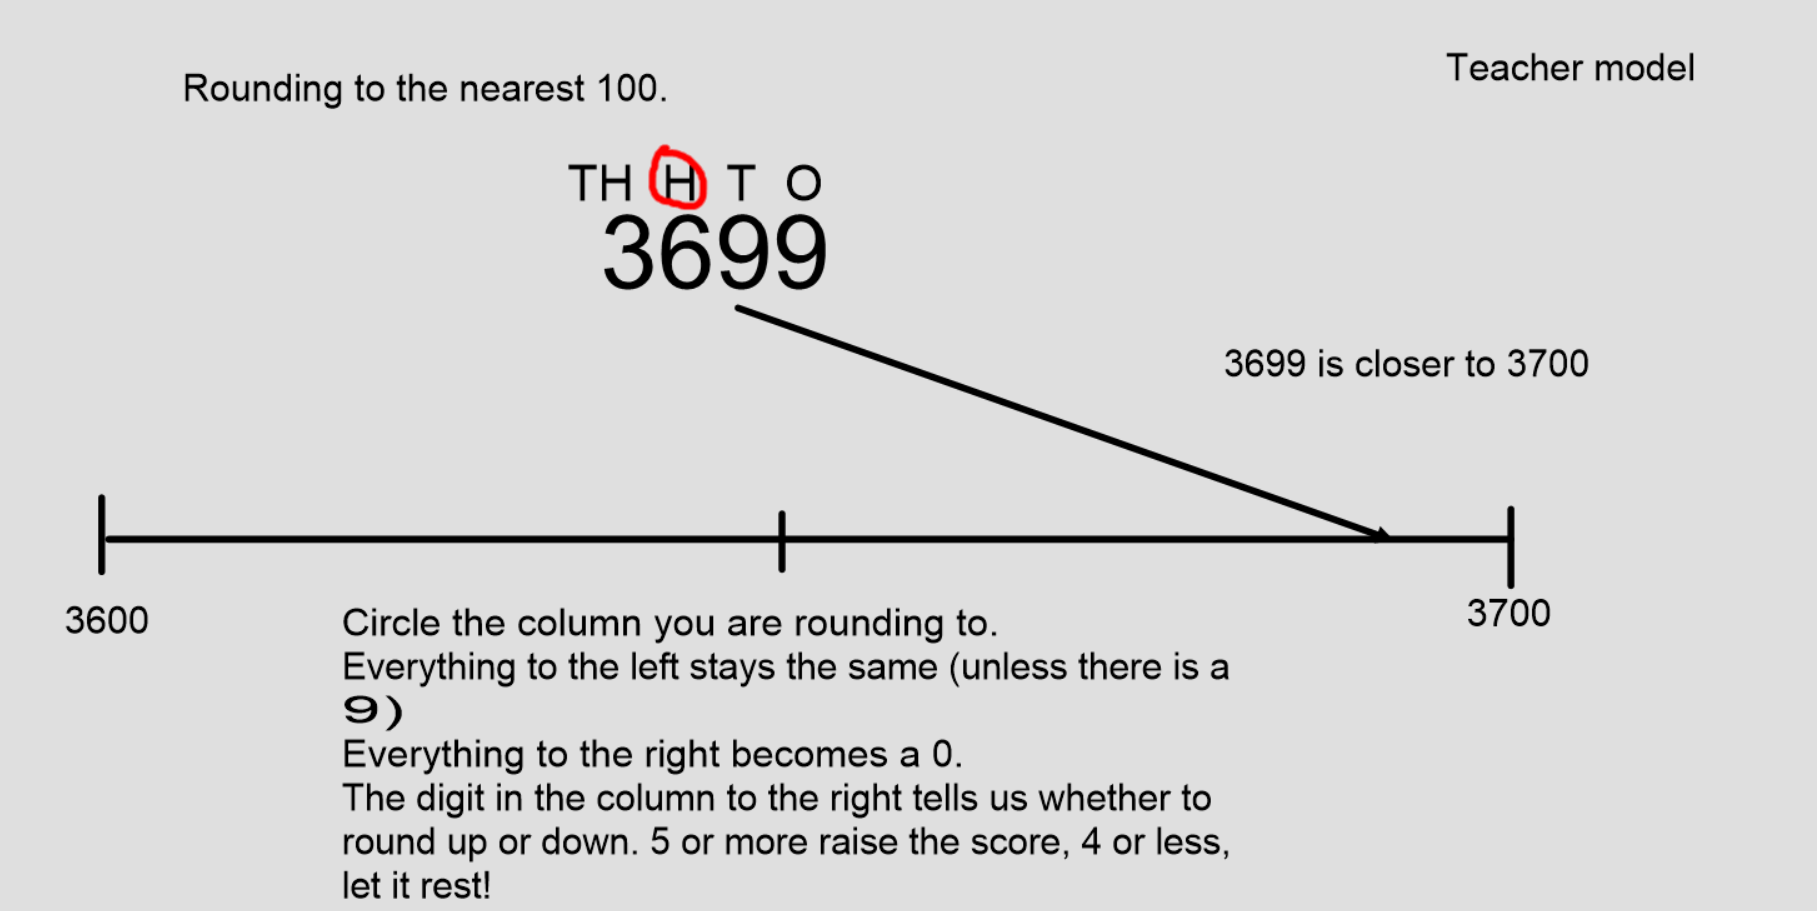 Teacher model
Rounding to the nearest 100.
TH H T O
3699
3699 is closer to 3700
3600
3700
Circle the column you are rounding to.
Everything to the left stays the same (unless there is a
9)
Everything to the right becomes a 0.
The digit in the column to the right tells us whether to
round up or down. 5 or more raise the score, 4 or less,
let it rest!